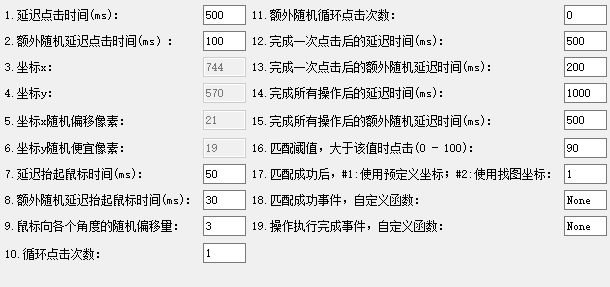 1. 延迟点击时间(ms): 500
2. 额外随机延迟点击时间(ms): 100
3. 坐标x: 744
4. 坐标y: 570
5. 坐标x随机偏移像素: 21
6. 坐标y随机便宜像素: 19
7. 延迟抬起鼠标时间(ms): 50
8. 额外随机延迟抬起鼠标时间(ms): 30
9. 鼠标向各个角度的随机偏移量: 3
10. 循环点击次数: 1
11. 额外随机循环点击次数: 0
12. 完成一次点击后的延迟时间(ms): 500
13. 完成一次点击后的额外随机延迟时间(ms): 200
14. 完成所有操作后的延迟时间(ms): 1000
15. 完成所有操作后的额外随机延迟时间(ms): 500
16. 匹配阈值，大于该值时点击(0 - 100): 90
17. 匹配成功后，#1:使用预定义坐标; #2:使用找图坐标: 1
18. 匹配成功事件，自定义函数: None
19. 操作执行完成事件，自定义函数: None